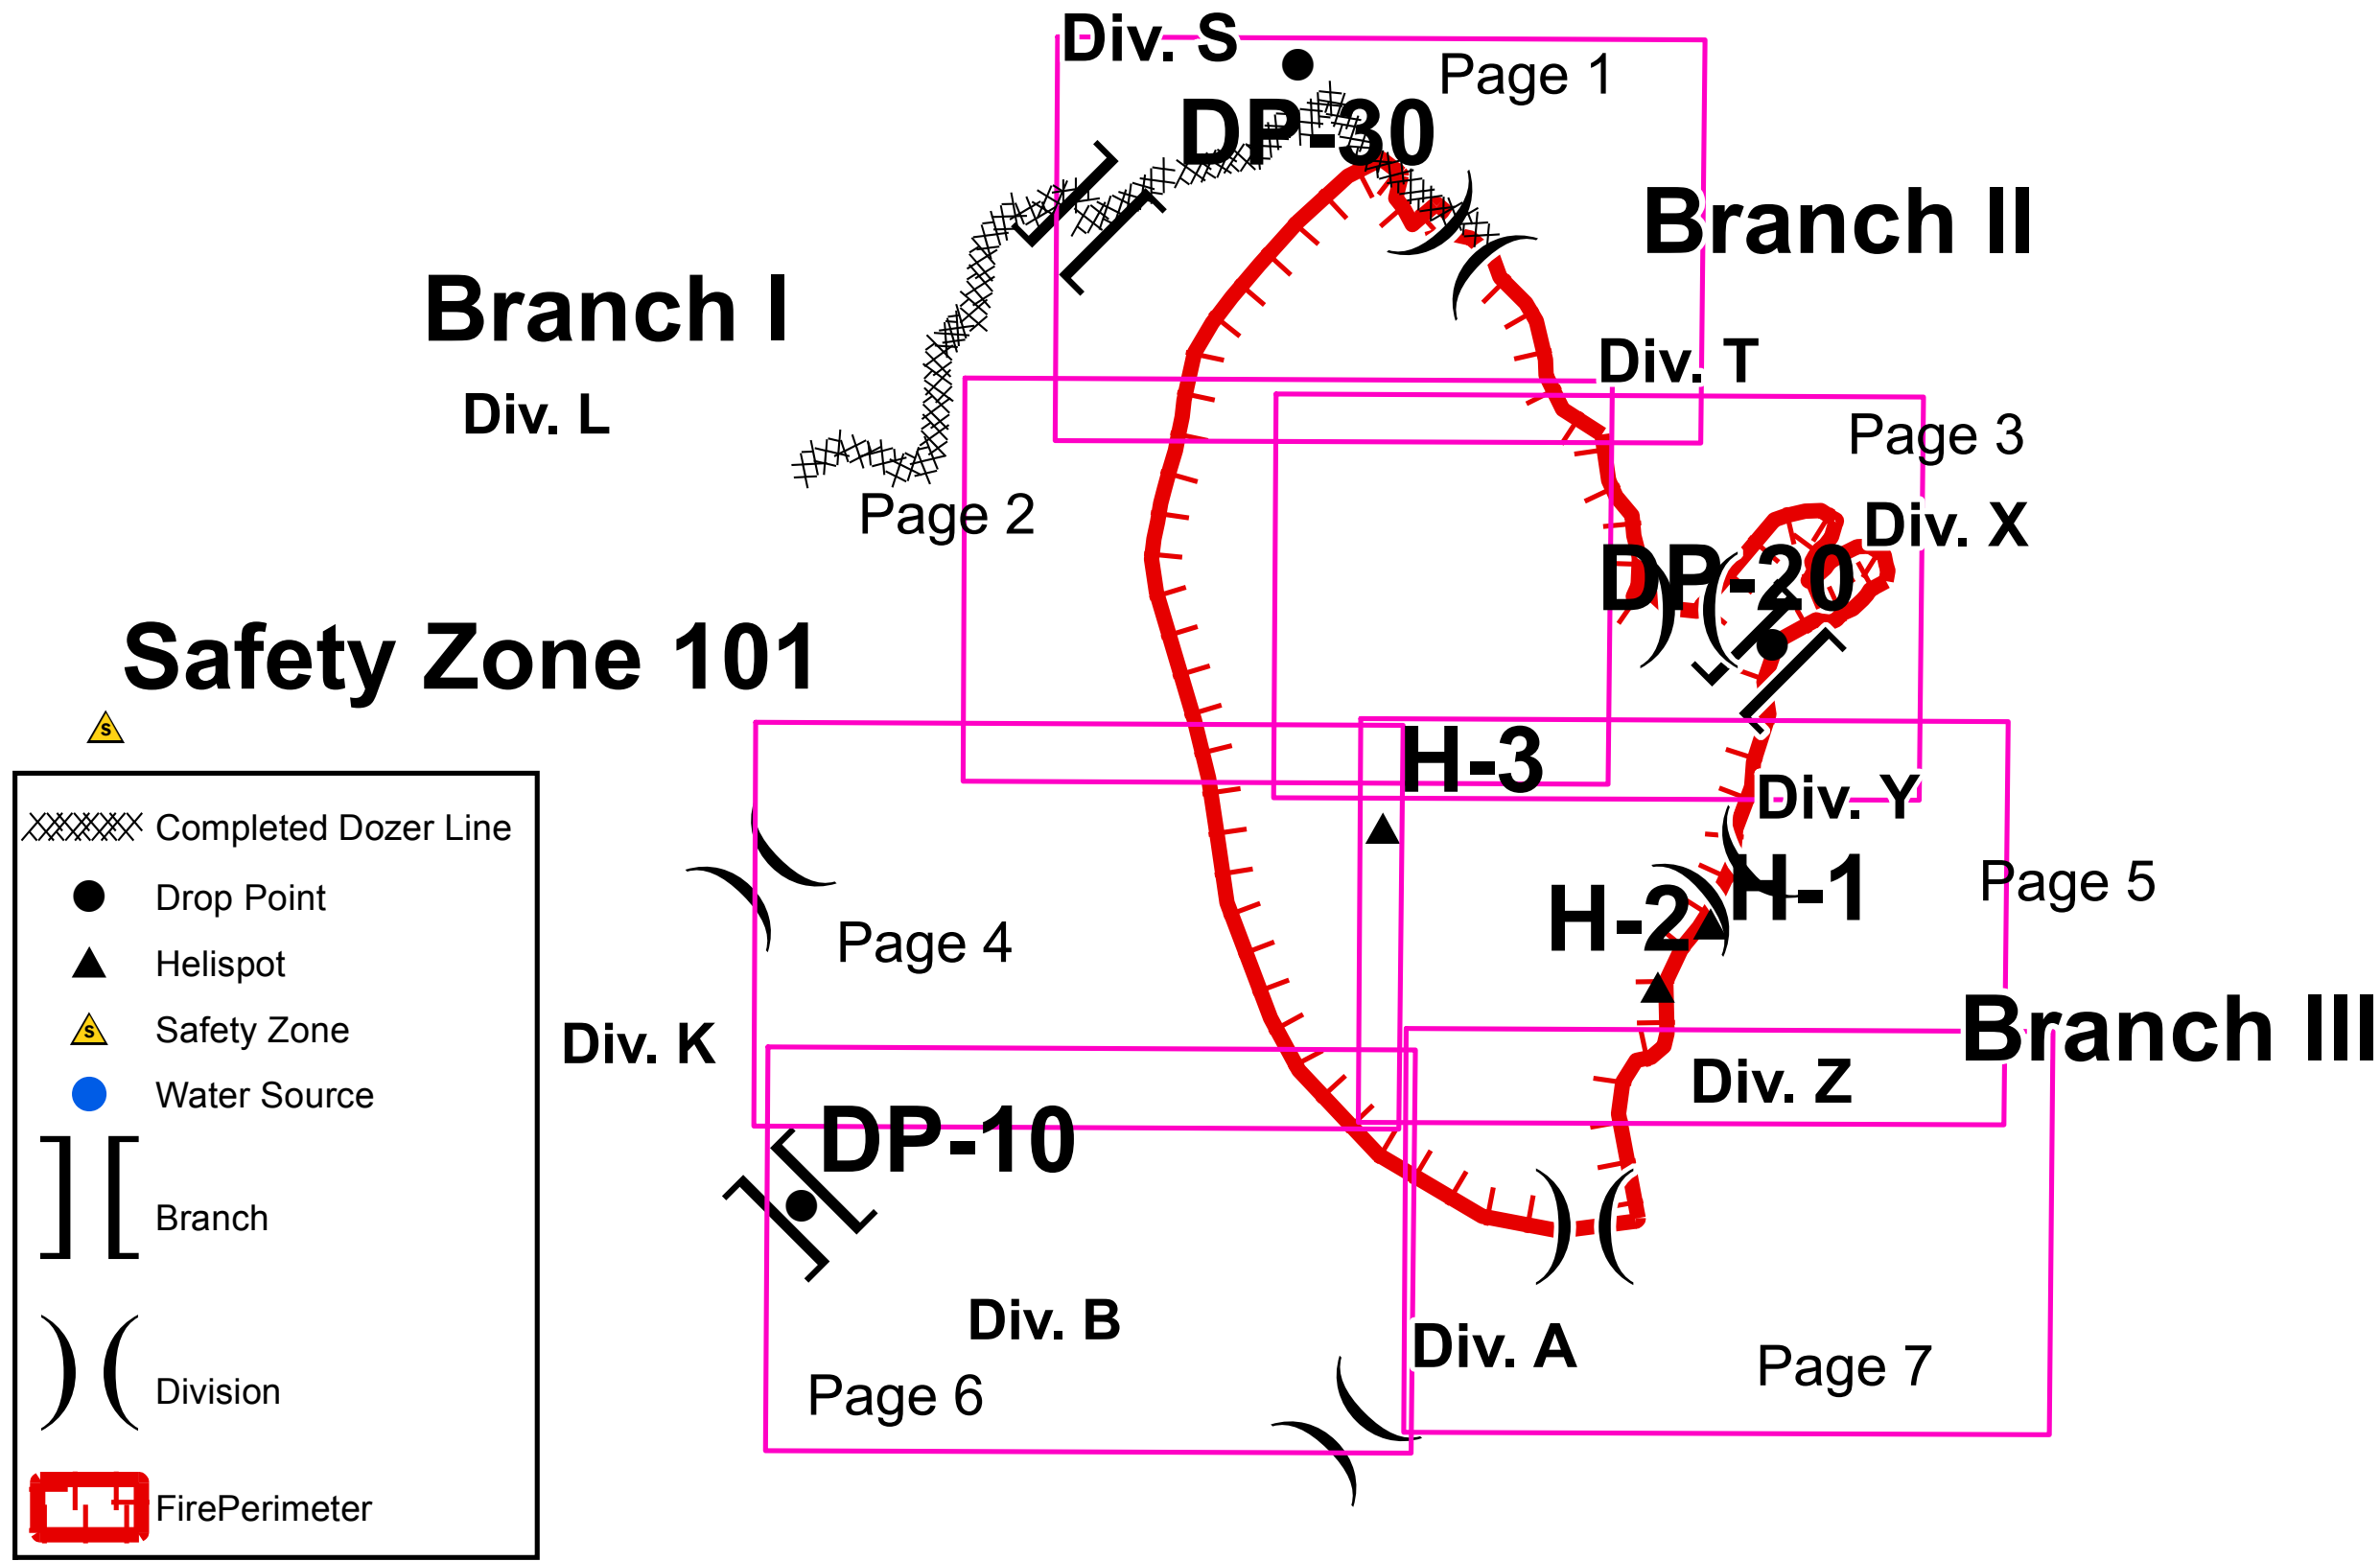 Div. S
Page 1
DP-30
Branch II
Branch I
Div. T
Div. L
Page 3
Page 2
Div. X
DP-20
Safety Zone 101
S
H-3
Div. Y
Completed Dozer Line
H-1
Page 5
Drop Point
H-2
Page 4
Helispot
Branch III
S
Safety Zone
Div. K
Div. Z
Water Source
DP-10
Branch
Div. B
Div. A
Page 7
Division
Page 6
FirePerimeter